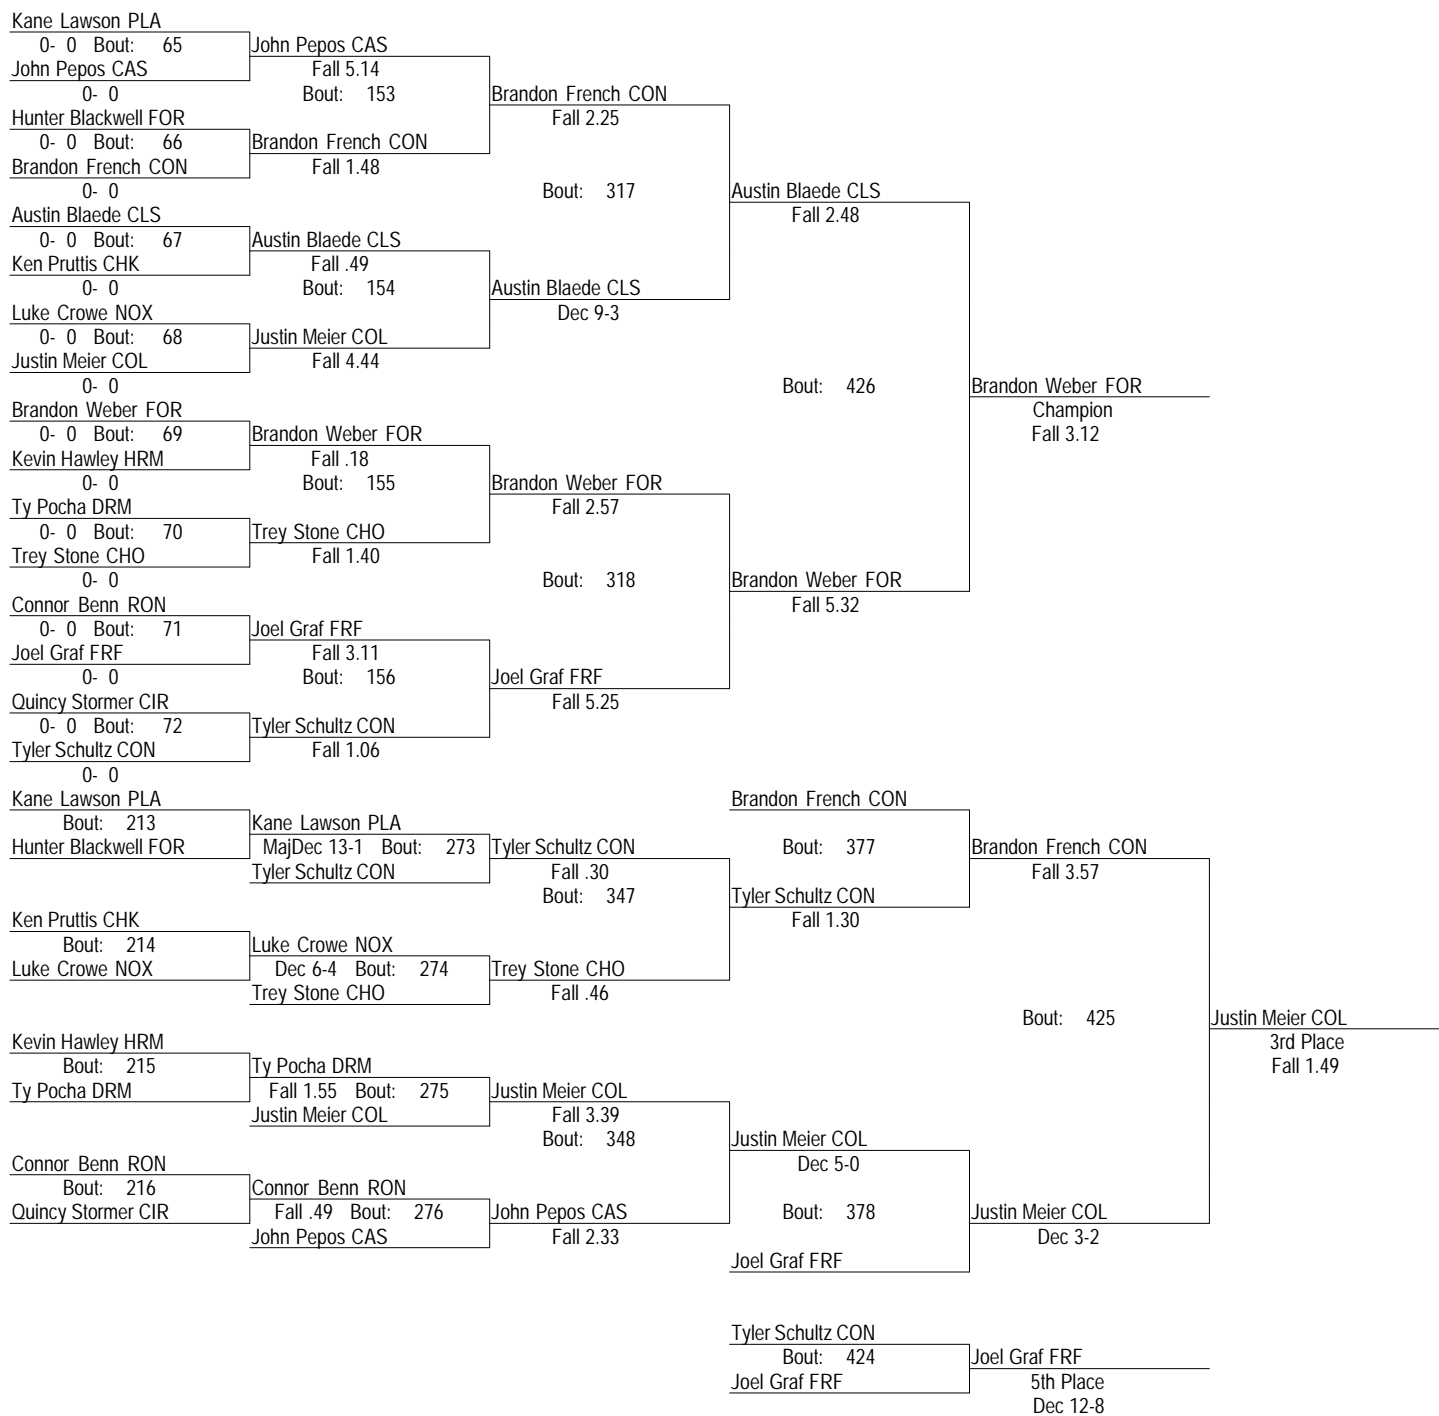 Kane Lawson PLA
0- 0 Bout: 65 John Pepos CAS
John Pepos CAS Fall 5.14
0- 0 Bout: 153 Brandon French CON
Hunter Blackwell FOR Fall 2.25
0- 0 Bout: 66 Brandon French CON
Brandon French CON Fall 1.48
0- 0 Bout: 317 Austin Blaede CLS
Austin Blaede CLS Fall 2.48
0- 0 Bout: 67 Austin Blaede CLS
Ken Pruttis CHK Fall .49
0- 0 Bout: 154 Austin Blaede CLS
Luke Crowe NOX Dec 9-3
0- 0 Bout: 68 Justin Meier COL
Justin Meier COL Fall 4.44
0- 0 Bout: 426 Brandon Weber FOR
Brandon Weber FOR Champion
0- 0 Bout: 69 Brandon Weber FOR Fall 3.12
Kevin Hawley HRM Fall .18
0- 0 Bout: 155 Brandon Weber FOR
Ty Pocha DRM Fall 2.57
0- 0 Bout: 70 Trey Stone CHO
Trey Stone CHO Fall 1.40
0- 0 Bout: 318 Brandon Weber FOR
Connor Benn RON Fall 5.32
0- 0 Bout: 71 Joel Graf FRF
Joel Graf FRF Fall 3.11
0- 0 Bout: 156 Joel Graf FRF
Quincy Stormer CIR Fall 5.25
0- 0 Bout: 72 Tyler Schultz CON
Tyler Schultz CON Fall 1.06
0- 0
Kane Lawson PLA Brandon French CON
Bout: 213 Kane Lawson PLA
Hunter Blackwell FOR MajDec 13-1 Bout: 273 Tyler Schultz CON Bout: 377 Brandon French CON
Tyler Schultz CON Fall .30 Fall 3.57
Bout: 347 Tyler Schultz CON
Ken Pruttis CHK Fall 1.30
Bout: 214 Luke Crowe NOX
Luke Crowe NOX Dec 6-4 Bout: 274 Trey Stone CHO
Trey Stone CHO Fall .46
Bout: 425 Justin Meier COL
Kevin Hawley HRM 3rd Place
Bout: 215 Ty Pocha DRM Fall 1.49
Ty Pocha DRM Fall 1.55 Bout: 275 Justin Meier COL
Justin Meier COL Fall 3.39
Bout: 348 Justin Meier COL
Connor Benn RON Dec 5-0
Bout: 216 Connor Benn RON
Quincy Stormer CIR Fall .49 Bout: 276 John Pepos CAS Bout: 378 Justin Meier COL
John Pepos CAS Fall 2.33 Dec 3-2
Joel Graf FRF
Tyler Schultz CON
Bout: 424 Joel Graf FRF
Joel Graf FRF 5th Place
Dec 12-8